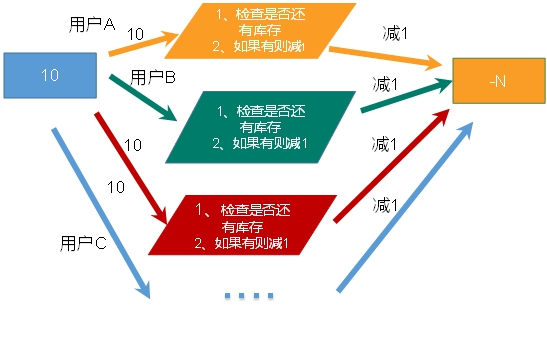 用户A
10
1、检查是否还
有库存
2、如果有则减1
减1
10
用户B
1、检查是否还
有库存
2、如果有则减1
减1
-N
10
10
1、检查是否还
有库存
2、如果有则减1
减1
减1
用户C
....